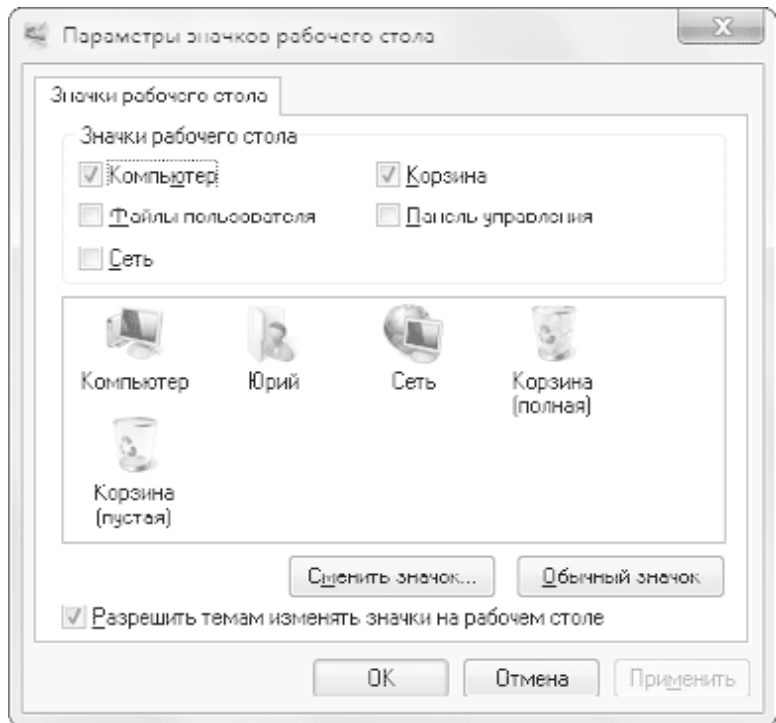 Параметры значков рабочего стола
Значки рабочего стола
Значки рабочего стола
Компьютер Корзина
Файлы пользователя Панель управления
Сеть
Компьютер Юрий Сеть Корзина
(полная)
Корзина
(пустая)
Сменить значок... Обычный значок
Разрешить темам изменять значки на рабочем столе
OK Отмена Применить